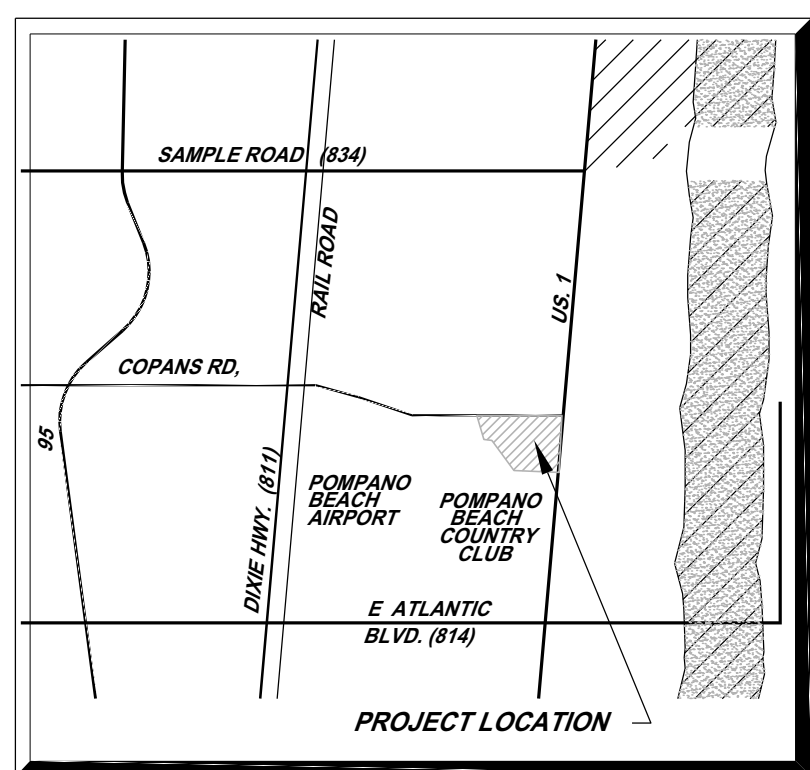 SAMPLE ROAD (834)
RAIL ROAD
US. 1
COPANS RD,
95
DIXIE HWY. (811)
POMPANO
BEACH
AIRPORT
POMPANO
BEACH
COUNTRY
CLUB
E ATLANTIC
BLVD. (814)
PROJECT LOCATION